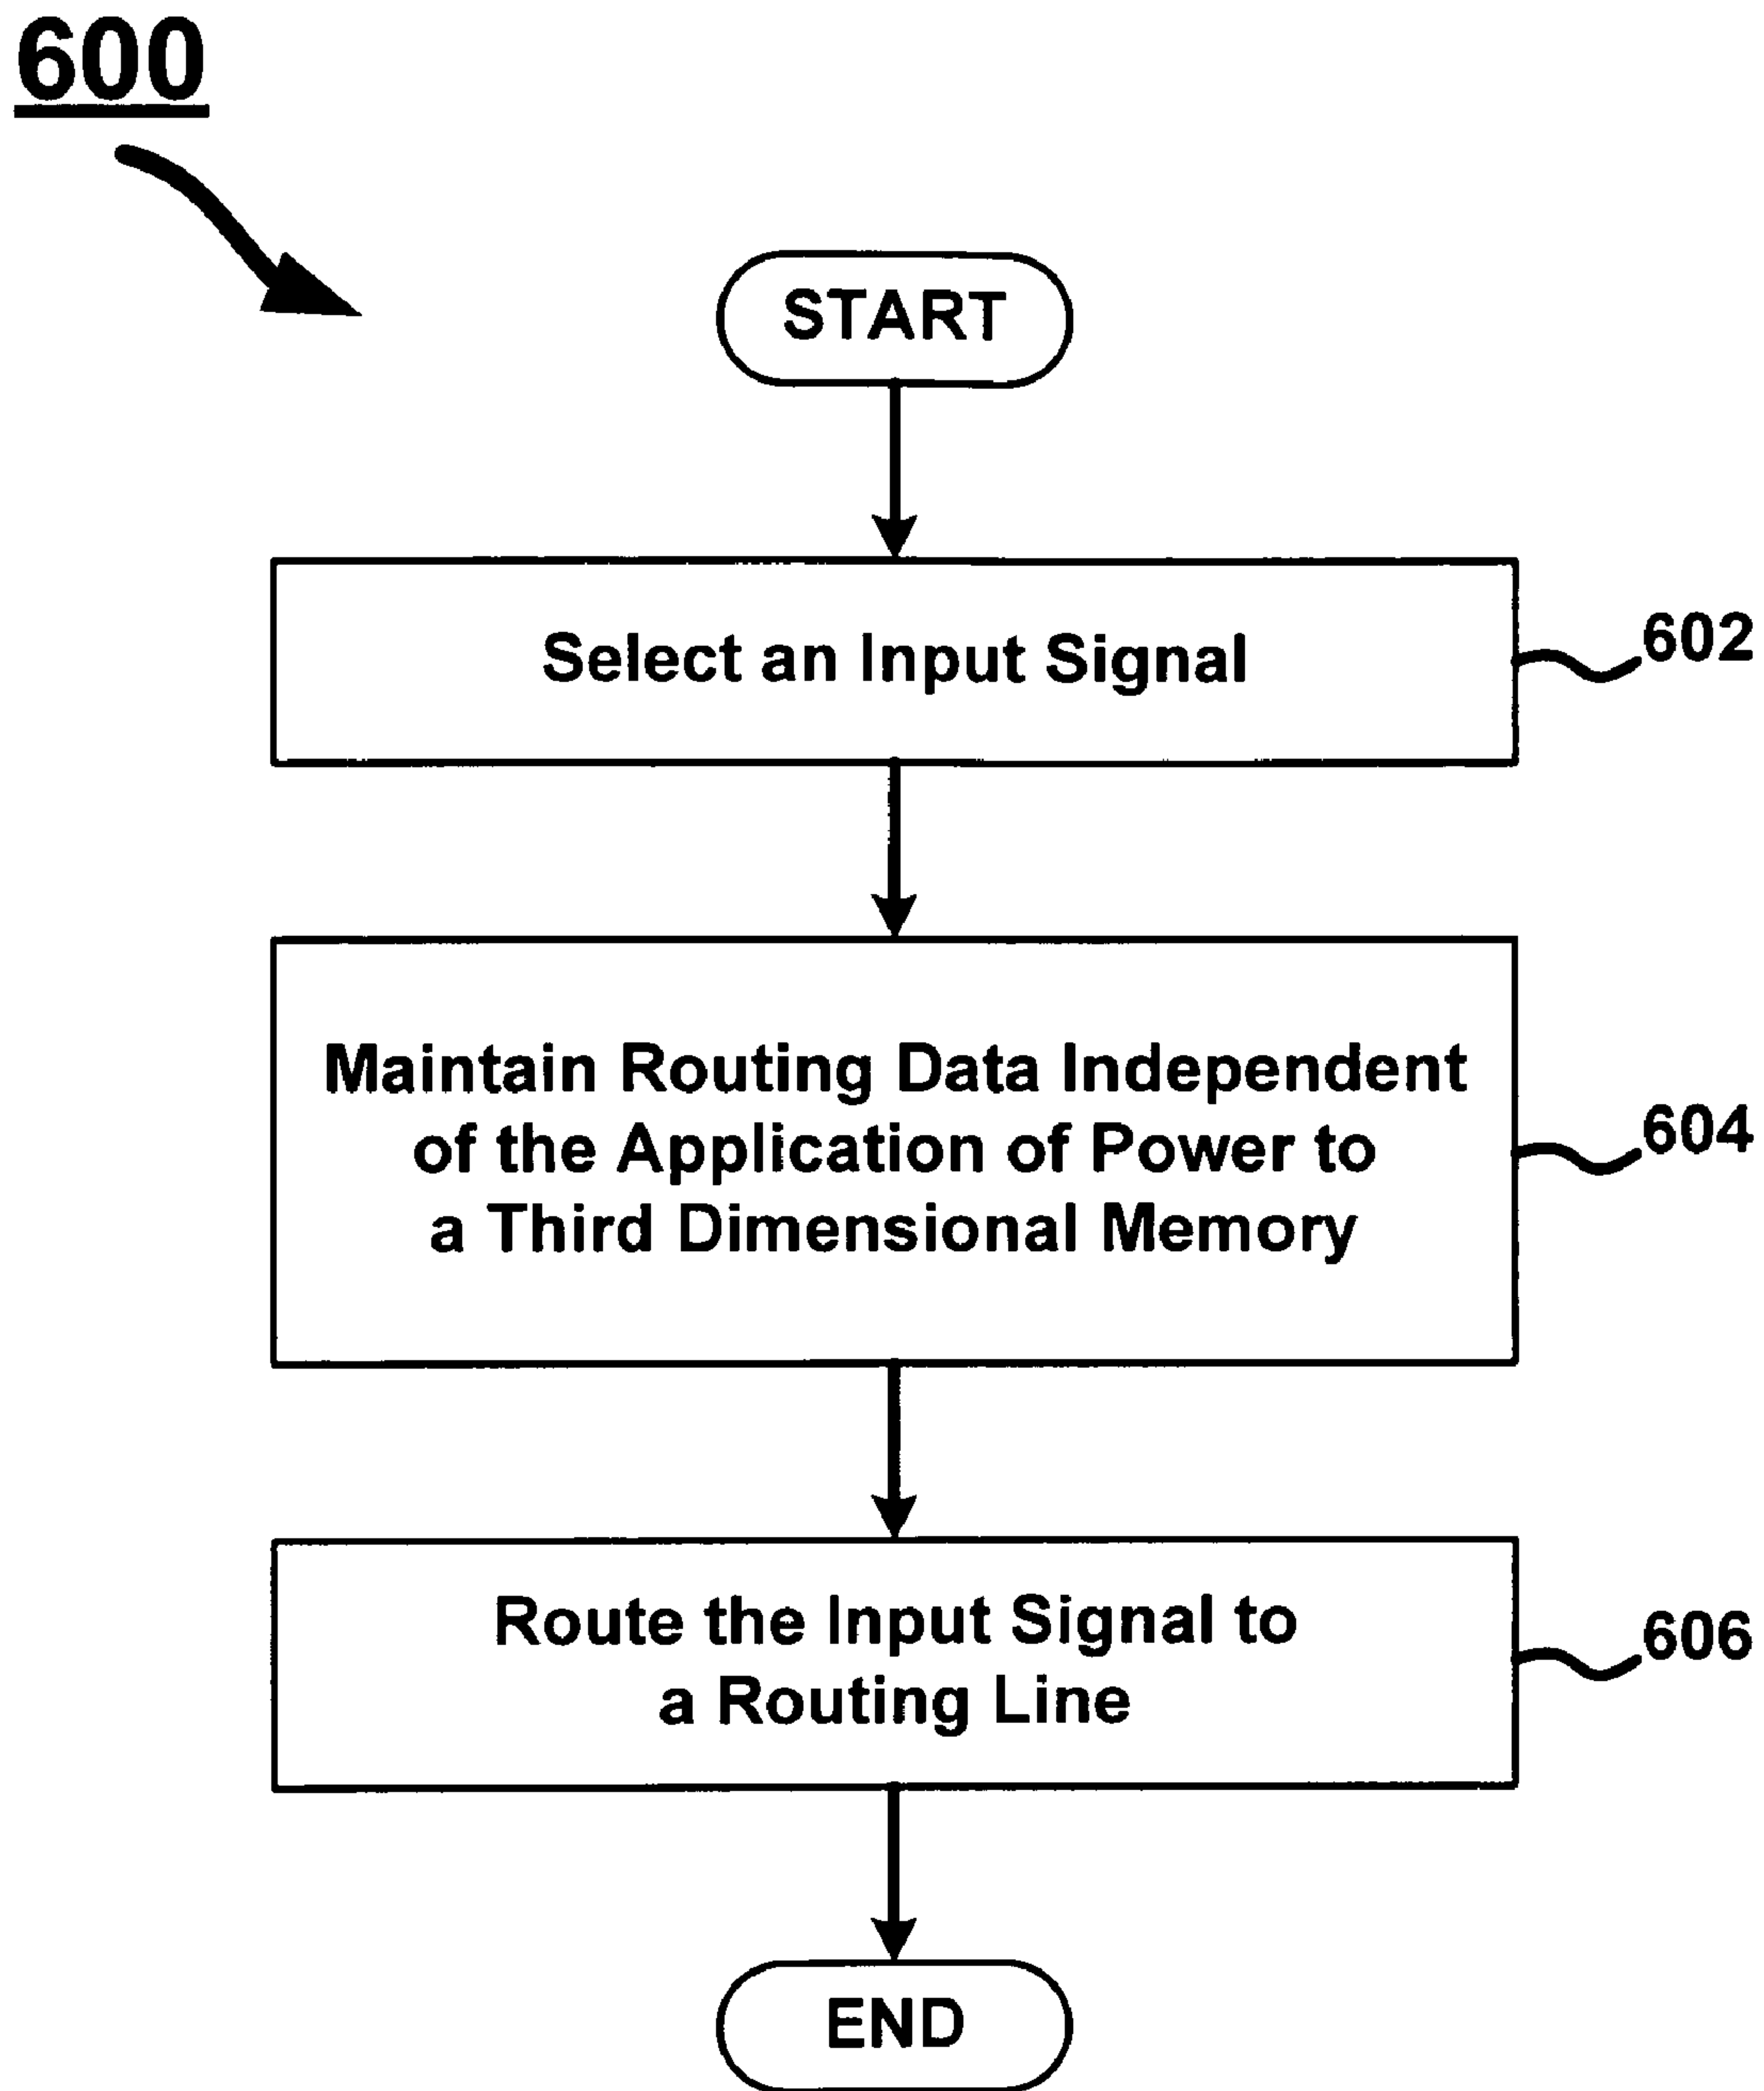 600
START
Select an Input Signal
602
Maintain Routing Data Independent
of the Application of Power to
a Third Dimensional Memory
604
Route the Input Signal to
a Routing Line
606
END